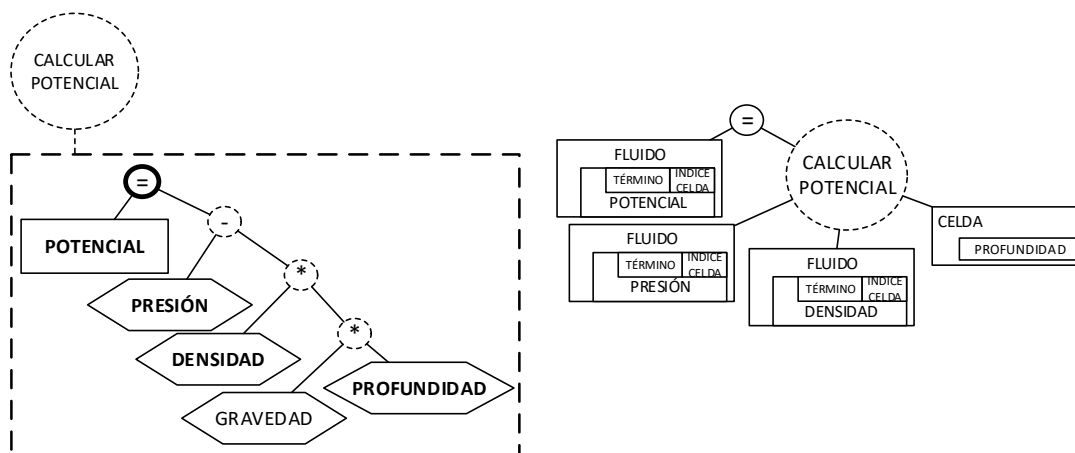 CALCULAR
POTENCIAL
=
POTENCIAL
-
PRESIÓN
*
DENSIDAD
*
GRAVEDAD
PROFUNDIDAD
=
FLUIDO
TÉRMINO
INDICE
CELDA
POTENCIAL
CALCULAR
POTENCIAL
FLUIDO
TÉRMINO
INDICE
CELDA
PRESIÓN
FLUIDO
TÉRMINO
INDICE
CELDA
DENSIDAD
CELDA
PROFUNDIDAD